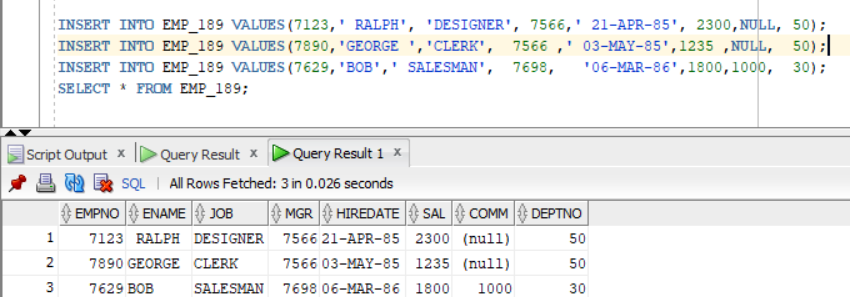 INSERT INTO EMP_189 VALUES(7123,' RALPH', 'DESIGNER', 7566,' 21-APR-85', 2300,NULL, 50);
INSERT INTO EMP_189 VALUES(7890,'GEORGE ','CLERK', 7566 ,' 03-MAY-85',1235 ,NULL, 50);
INSERT INTO EMP_189 VALUES(7629,'BOB',' SALESMAN', 7698, '06-MAR-86',1800,1000, 30);
SELECT * FROM EMP_189;
Script Output x Query Result x Query Result 1 x
SQL | All Rows Fetched: 3 in 0.026 seconds
EMPNO ENAME JOB MGR HIREDATE SAL COMM DEPTNO
1 7123 RALPH DESIGNER 7566 21-APR-85 2300 (null) 50
2 7890 GEORGE CLERK 7566 03-MAY-85 1235 (null) 50
3 7629 BOB SALESMAN 7698 06-MAR-86 1800 1000 30